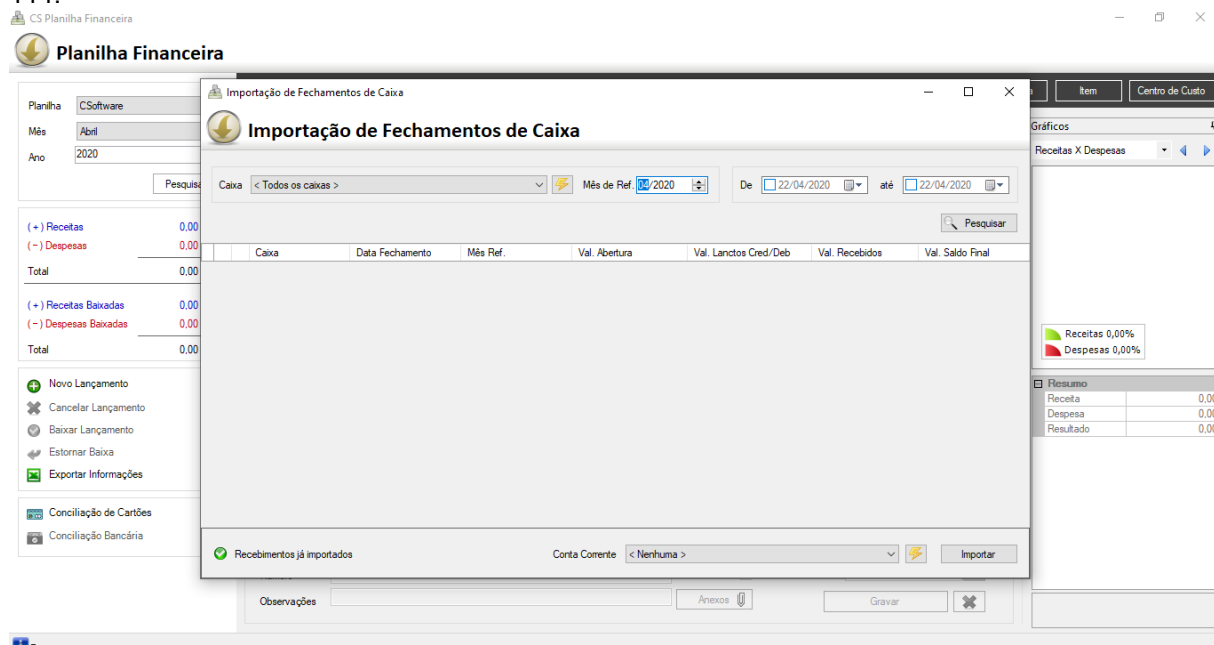 CS Planilha Financeira
Planilha Financeira
Planilha CSoftware
Mês Abril
Ano 2020
(+) Receitas 0,00
(-) Despesas 0,00
Total 0,00
(+) Receitas Baixadas 0,00
(-) Despesas Baixadas 0,00
Total 0,00
Novo Lançamento
Cancelar Lançamento
Baixar Lançamento
Estornar Baixa
Exportar Informações
Conciliação de Cartões
Conciliação Bancária
Importação de Fechamentos de Caixa
Importação de Fechamentos de Caixa
Caixa < Todos os caixas > Mês de Ref. 04/2020 De 22/04/2020 até 22/04/2020
Pesquisar
Caixa Data Fechamento Mês Ref. Val. Abertura Val. Lanctos Cred/Deb Val. Recebidos Val. Saldo Final
Recebimentos já importados Conta Corrente < Nenhuma > Importar
Observações Anexos Gravar
Item Centro de Custo
Gráficos
Receitas X Despesas
Receitas 0,00%
Despesas 0,00%
Resumo
Receita 0,00
Despesa 0,00
Resultado 0,00